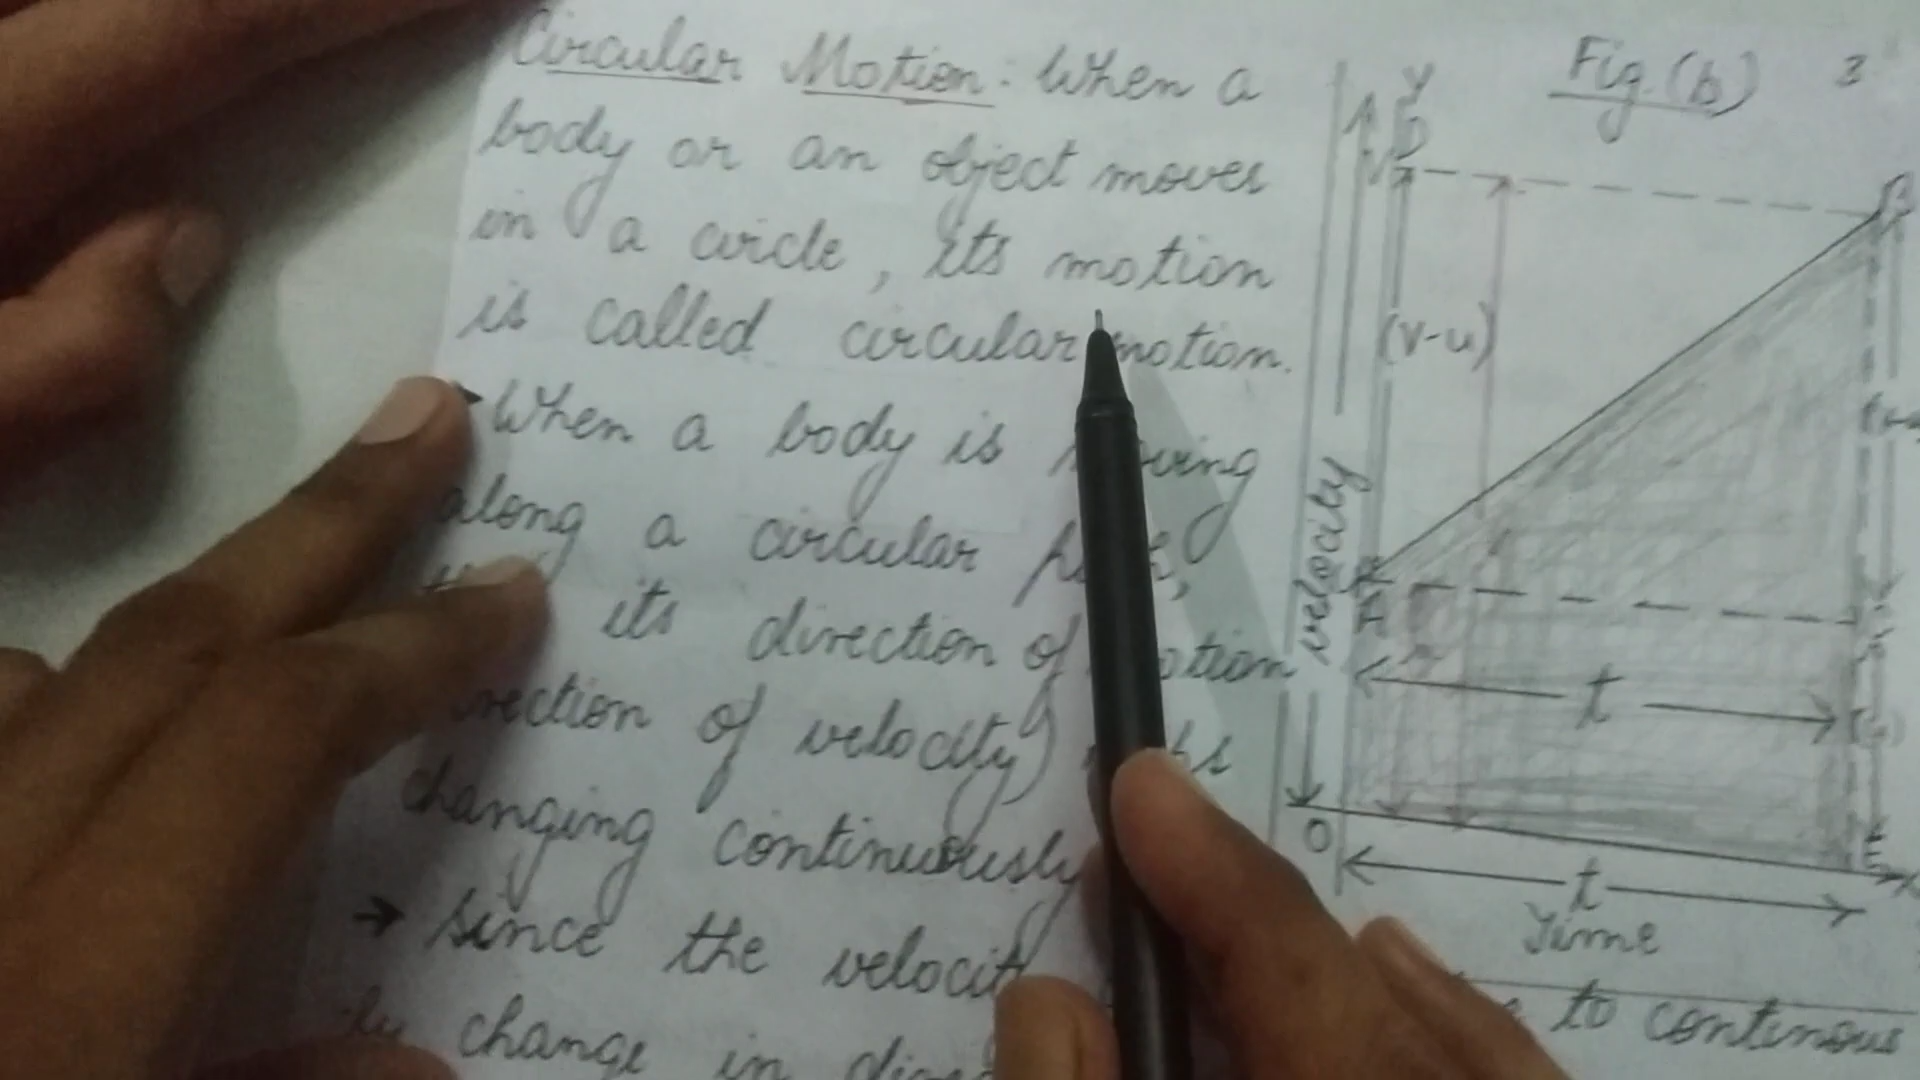 Circular Motion: When a
body or an object moves
in a circle, its motion
is called circular motion.
When a body is moving
along a circular
its direction of
of velocity)
changing continuously
→ Since the velocity
change in
Fig. (b) 3
Y
D
V
(v-u)
velocity
A
t
O
t
Time
to continous